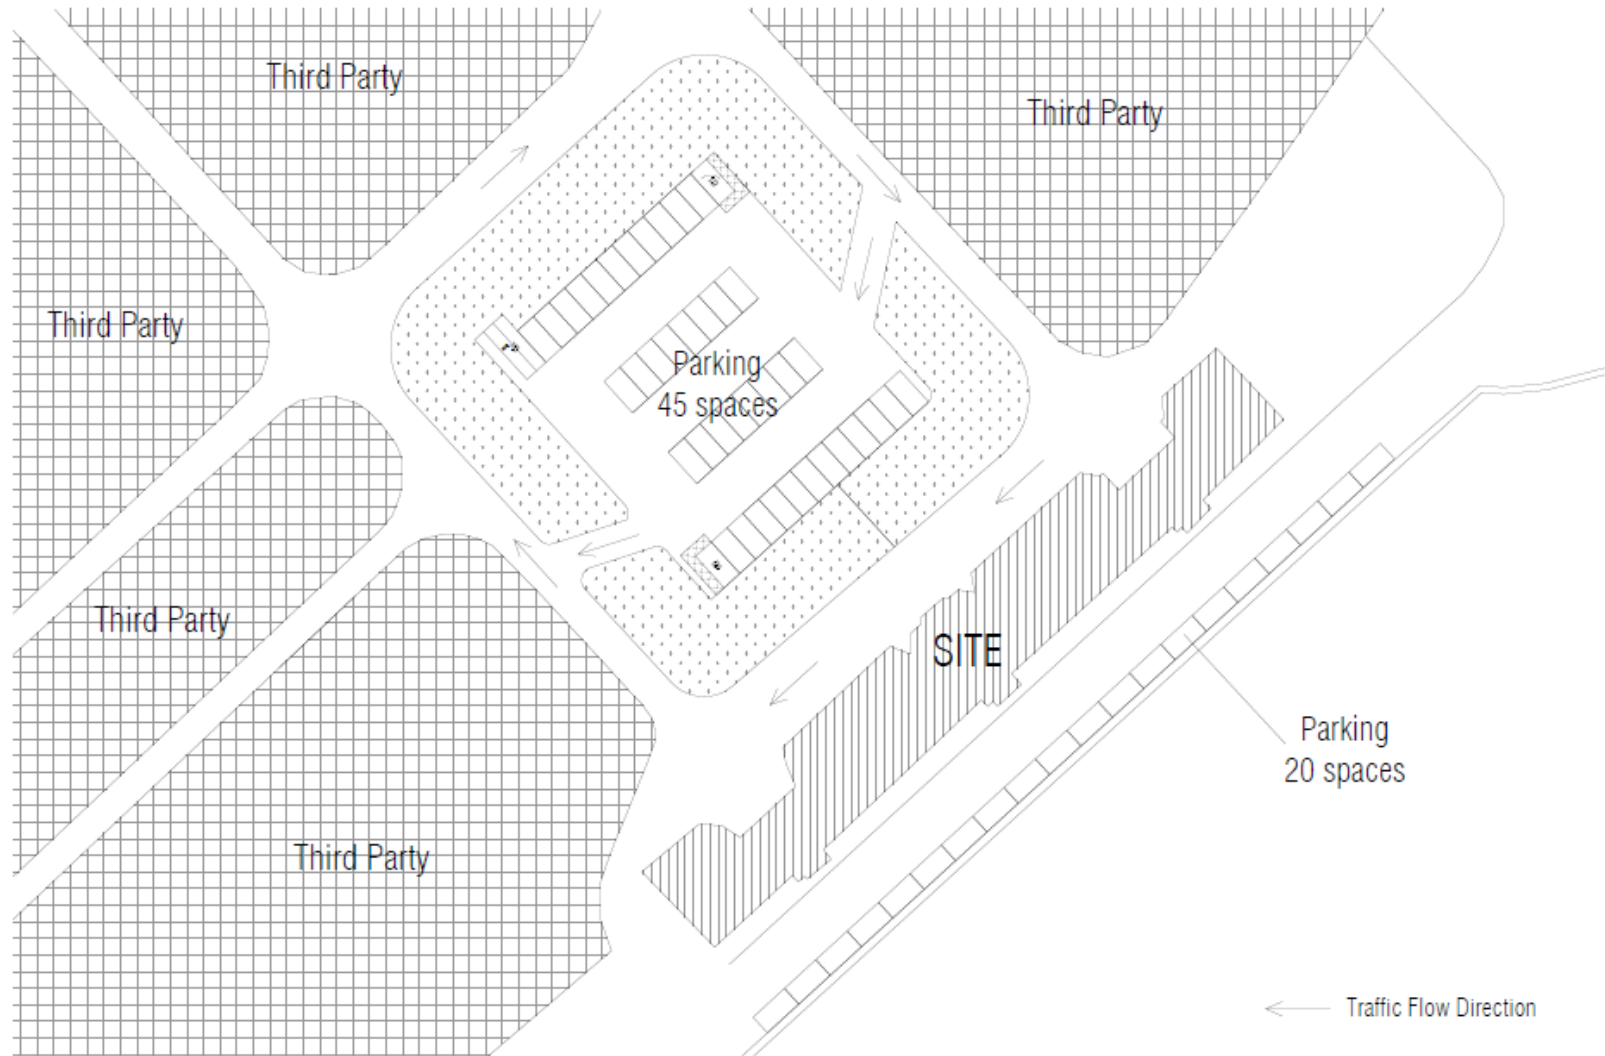 Third Party
Third Party
Third Party
Parking
45 spaces
Third Party
SITE
Parking
20 spaces
Third Party
Traffic Flow Direction